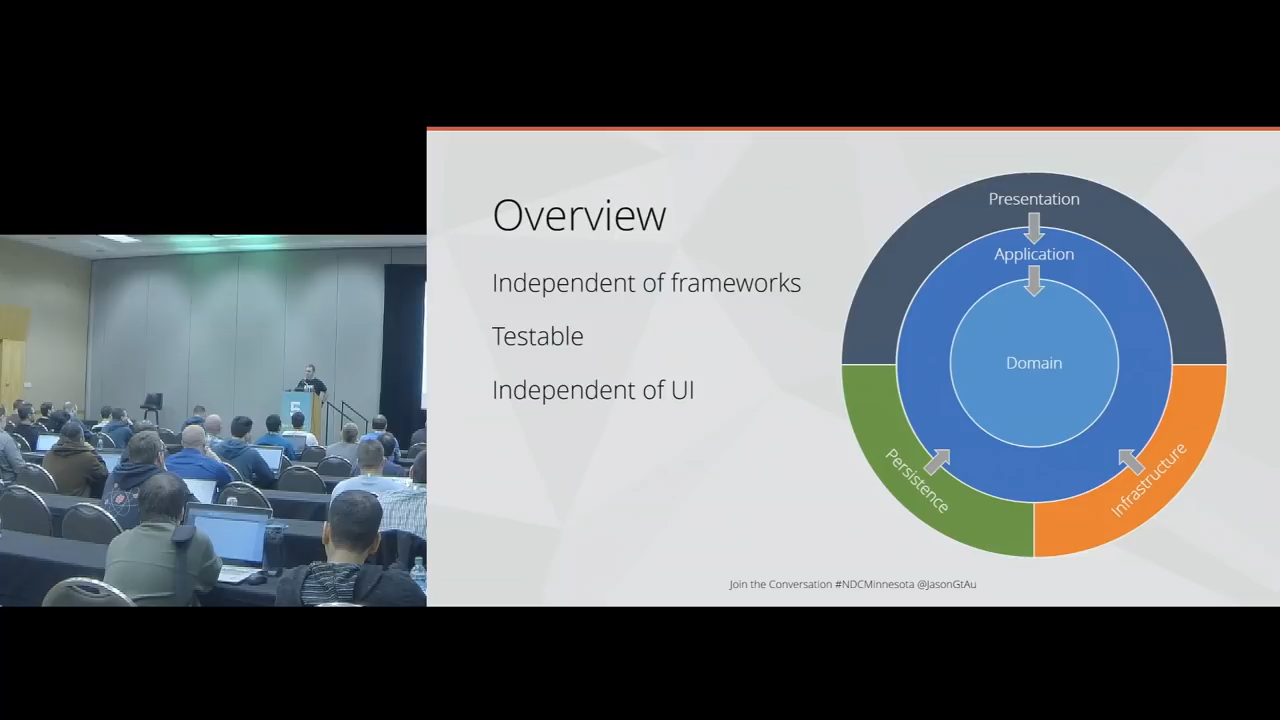 Overview
Independent of frameworks
Testable
Independent of UI
Presentation
Application
Domain
Persistence
Infrastructure
Join the Conversation #NDCMinnesota @JasonGtAu